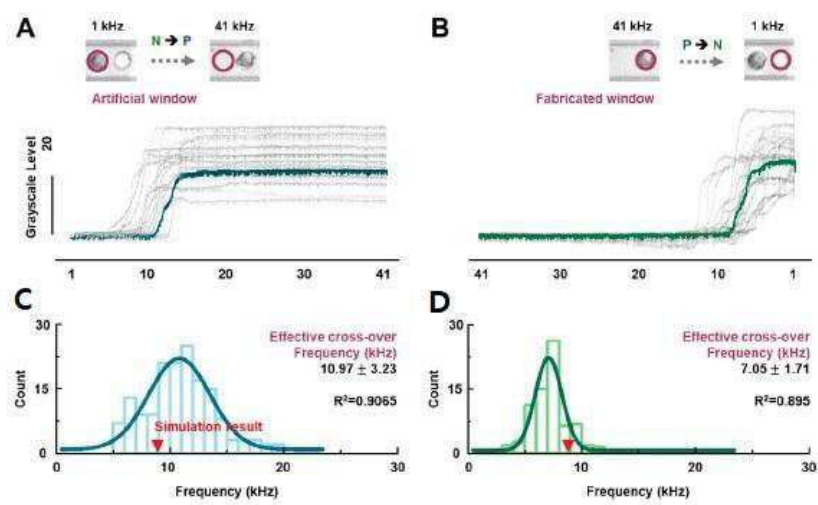 A
1 kHz
N ➔ P
41 kHz
Artificial window
Grayscale Level
20
1
10
20
30
41
B
41 kHz
P ➔ N
1 kHz
Fabricated window
41
30
20
10
1
C
30
15
0
Count
Effective cross-over
Frequency (kHz)
10.97 ± 3.23
R²=0.9065
Simulation result
0
10
20
30
Frequency (kHz)
D
30
15
0
Count
Effective cross-over
Frequency (kHz)
7.05 ± 1.71
R²=0.895
0
10
20
30
Frequency (kHz)